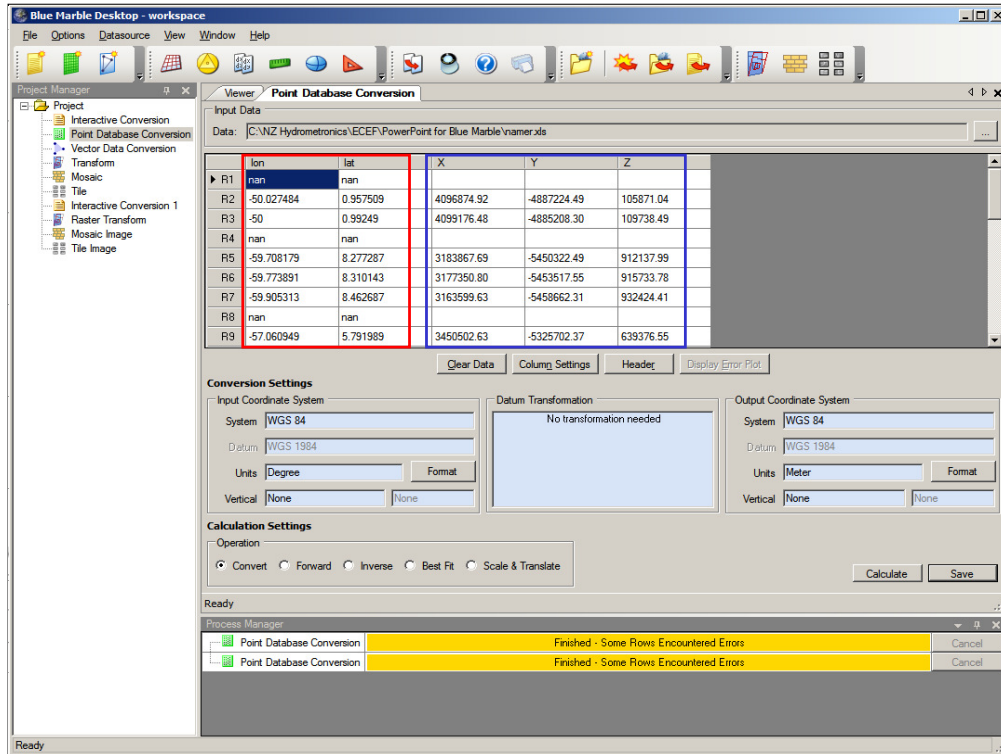 Blue Marble Desktop - workspace
File Options Datasource View Window Help
Project Manager
Project
Interactive Conversion
Point Database Conversion
Vector Data Conversion
Transform
Mosaic
Tile
Interactive Conversion 1
Raster Transform
Mosaic Image
Tile Image
Viewer Point Database Conversion
Input Data
Data: C:\NZ Hydrometronics\ECEF\PowerPoint for Blue Marble\namer.xls ...
lon lat X Y Z
R1 nan nan
R2 -50.027484 0.957509 4096874.92 -4887224.49 105871.04
R3 -50 0.99249 4099176.48 -4885208.30 109738.49
R4 nan nan
R5 -59.708179 8.277287 3183867.69 -5450322.49 912137.99
R6 -59.773891 8.310143 3177350.80 -5453517.55 915733.78
R7 -59.905313 8.462687 3163599.63 -5458662.31 932424.41
R8 nan nan
R9 -57.060949 5.791989 3450502.63 -5325702.37 639376.55
Clear Data Column Settings Header Display Error Plot
Conversion Settings
Input Coordinate System Datum Transformation Output Coordinate System
System WGS 84 No transformation needed System WGS 84
Datum WGS 1984 Datum WGS 1984
Units Degree Format Units Meter Format
Vertical None None Vertical None None
Calculation Settings
Operation
Convert Forward Inverse Best Fit Scale & Translate
Calculate Save
Ready
Process Manager
Point Database Conversion Finished - Some Rows Encountered Errors Cancel
Point Database Conversion Finished - Some Rows Encountered Errors Cancel
Ready